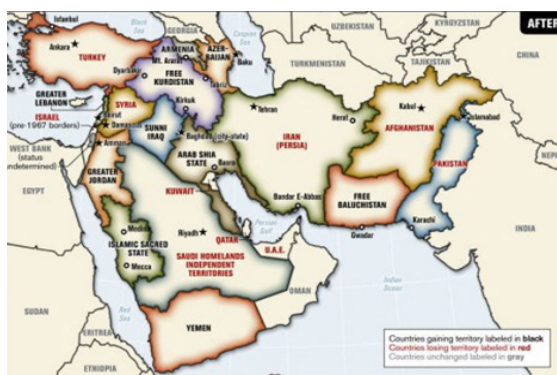 AFTER
Istanbul
Black
Sea
GEORGIA
Caspian
Sea
UZBEKISTAN
KYRGYZSTAN
Ankara
TURKEY
ARMENIA
Mt. Ararat
AZER-
BAIJAN
Baku
TURKMENISTAN
TAJIKISTAN
CHINA
Diyarbakir
FREE
KURDISTAN
Tabriz
GREATER
LEBANON
SYRIA
Kirkuk
Tehran
Herat
Kabul
Islamabad
ISRAEL
(pre-1967 borders)
Beirut
Damascus
SUNNI
IRAQ
Baghdad (city-state)
IRAN
(PERSIA)
AFGHANISTAN
WEST BANK
(status
undetermined)
Amman
ARAB SHIA
STATE
Basra
PAKISTAN
EGYPT
GREATER
JORDAN
KUWAIT
Bandar E-Abbas
FREE
BALUCHISTAN
Persian
Gulf
Karachi
INDIA
Medina
ISLAMIC SACRED
STATE
Riyadh
QATAR
U.A.E.
Gwadar
Mecca
SAUDI HOMELANDS
INDEPENDENT
TERRITORIES
OMAN
Indian
Ocean
SUDAN
Red
Sea
ERITREA
YEMEN
ETHIOPIA
Countries gaining territory labeled in black
Countries losing territory labeled in red
Countries unchanged labeled in gray